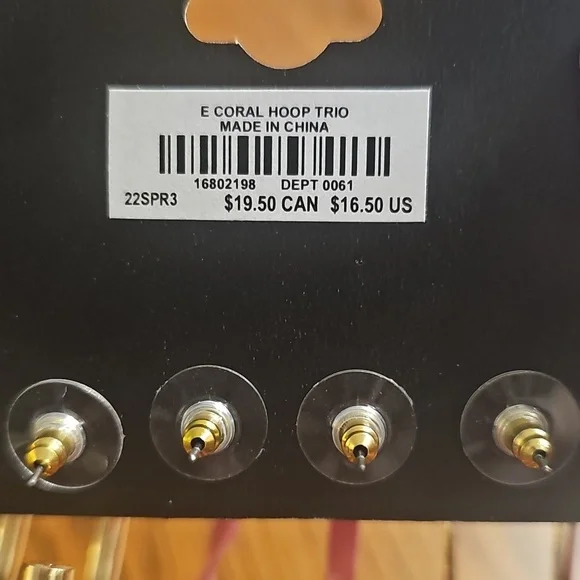 E CORAL HOOP TRIO
MADE IN CHINA
16802198 DEPT 0061
22SPR3 $19.50 CAN $16.50 US